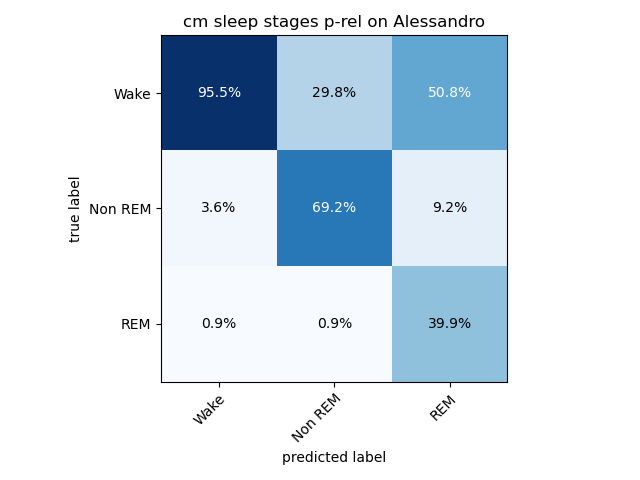 cm sleep stages p-rel on Alessandro
true label
Wake
95.5%
29.8%
50.8%
Non REM
3.6%
69.2%
9.2%
REM
0.9%
0.9%
39.9%
Wake
Non REM
REM
predicted label